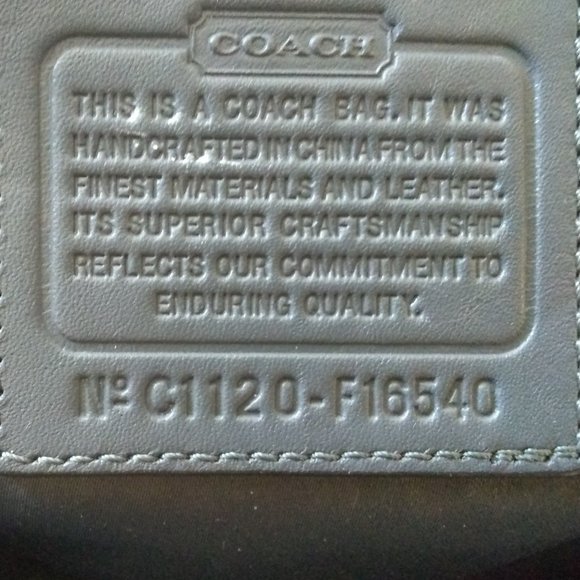 COACH
THIS IS A COACH BAG. IT WAS
HANDCRAFTED IN CHINA FROM THE
FINEST MATERIALS AND LEATHER.
ITS SUPERIOR CRAFTSMANSHIP
REFLECTS OUR COMMITMENT TO
ENDURING QUALITY.
Nº C1120-F16540